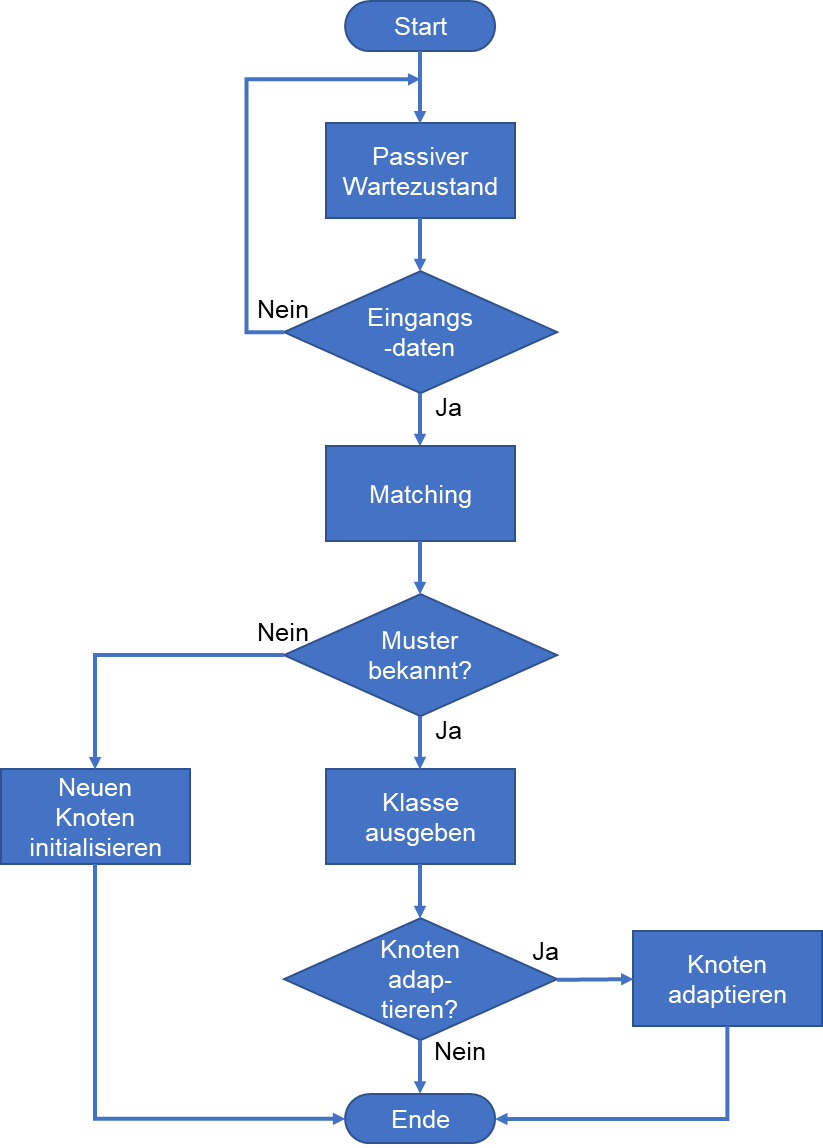 Start
Passiver
Wartezustand
Nein
Eingangs
-daten
Ja
Matching
Nein
Muster
bekannt?
Ja
Neuen
Knoten
initialisieren
Klasse
ausgeben
Knoten
adap-
tieren?
Ja
Knoten
adaptieren
Nein
Ende